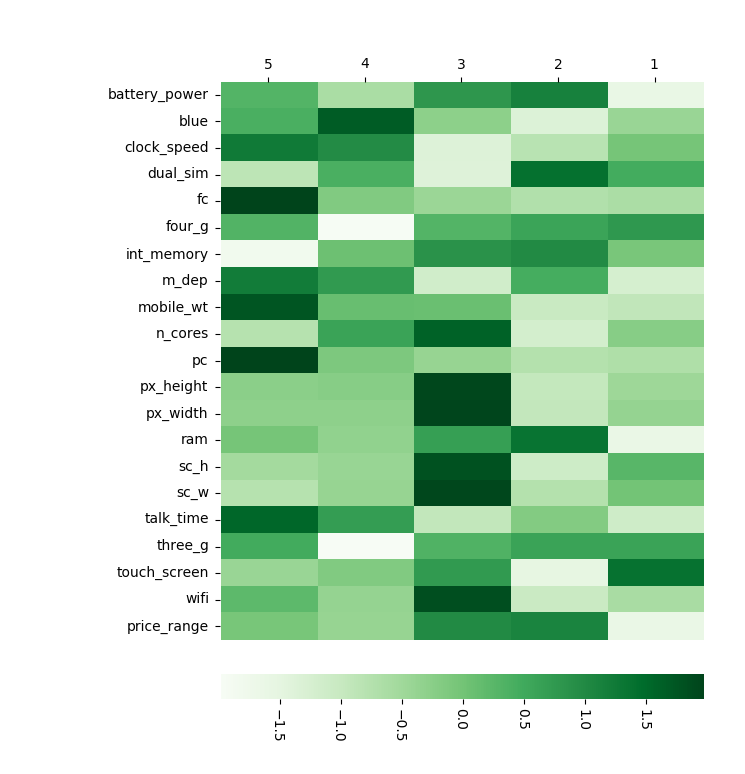 5 4 3 2 1
battery_power
blue
clock_speed
dual_sim
fc
four_g
int_memory
m_dep
mobile_wt
n_cores
pc
px_height
px_width
ram
sc_h
sc_w
talk_time
three_g
touch_screen
wifi
price_range
−1.5 −1.0 −0.5 0.0 0.5 1.0 1.5